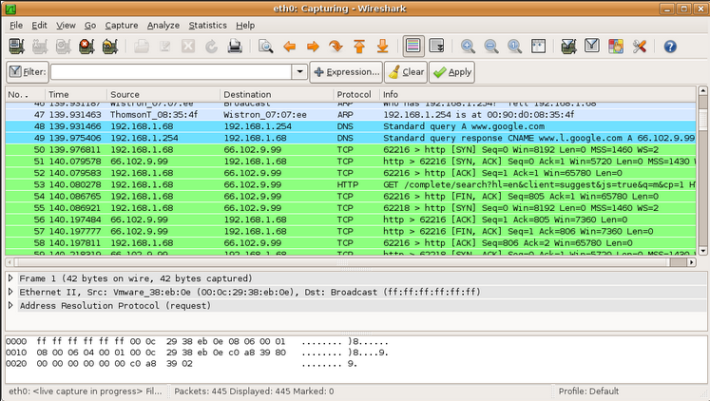 eth0: Capturing - Wireshark
File Edit View Go Capture Analyze Statistics Help
Filter: Expression... Clear Apply
No. . Time Source Destination Protocol Info
46 139.931187 Wistron_07:07:ee Broadcast ARP Who has 192.168.1.254? Tell 192.168.1.68
47 139.931463 ThomsonT_08:35:4f Wistron_07:07:ee ARP 192.168.1.254 is at 00:90:d0:08:35:4f
48 139.931466 192.168.1.68 192.168.1.254 DNS Standard query A www.google.com
49 139.975406 192.168.1.254 192.168.1.68 DNS Standard query response CNAME www.l.google.com A 66.102.9.99
50 139.976811 192.168.1.68 66.102.9.99 TCP 62216 > http [SYN] Seq=0 Win=8192 Len=0 MSS=1460 WS=2
51 140.079578 66.102.9.99 192.168.1.68 TCP http > 62216 [SYN, ACK] Seq=0 Ack=1 Win=5720 Len=0 MSS=1430
52 140.079583 192.168.1.68 66.102.9.99 TCP 62216 > http [ACK] Seq=1 Ack=1 Win=65780 Len=0
53 140.080278 192.168.1.68 66.102.9.99 HTTP GET /complete/search?hl=en&client=suggest&js=true&q=m&cp=1 H
54 140.086765 192.168.1.68 66.102.9.99 TCP 62216 > http [FIN, ACK] Seq=805 Ack=1 Win=65780 Len=0
55 140.086921 192.168.1.68 66.102.9.99 TCP 62218 > http [SYN] Seq=0 Win=8192 Len=0 MSS=1460 WS=2
56 140.197484 66.102.9.99 192.168.1.68 TCP http > 62216 [ACK] Seq=1 Ack=805 Win=7360 Len=0
57 140.197777 66.102.9.99 192.168.1.68 TCP http > 62216 [FIN, ACK] Seq=1 Ack=806 Win=7360 Len=0
58 140.197811 192.168.1.68 66.102.9.99 TCP 62216 > http [ACK] Seq=806 Ack=2 Win=65780 Len=0
59 140.218319 66.102.9.99 192.168.1.68 TCP http > 62218 [SYN, ACK] Seq=0 Ack=1 Win=5720 Len=0 MSS=1430
Frame 1 (42 bytes on wire, 42 bytes captured)
Ethernet II, Src: Vmware_38:eb:0e (00:0c:29:38:eb:0e), Dst: Broadcast (ff:ff:ff:ff:ff:ff)
Address Resolution Protocol (request)
0000 ff ff ff ff ff ff 00 0c 29 38 eb 0e 08 06 00 01 ........ )8......
0010 08 00 06 04 00 01 00 0c 29 38 eb 0e c0 a8 39 80 ........ )8....9.
0020 00 00 00 00 00 00 c0 a8 39 02 ........ 9.
eth0: <live capture in progress> Fil... Packets: 445 Displayed: 445 Marked: 0 Profile: Default